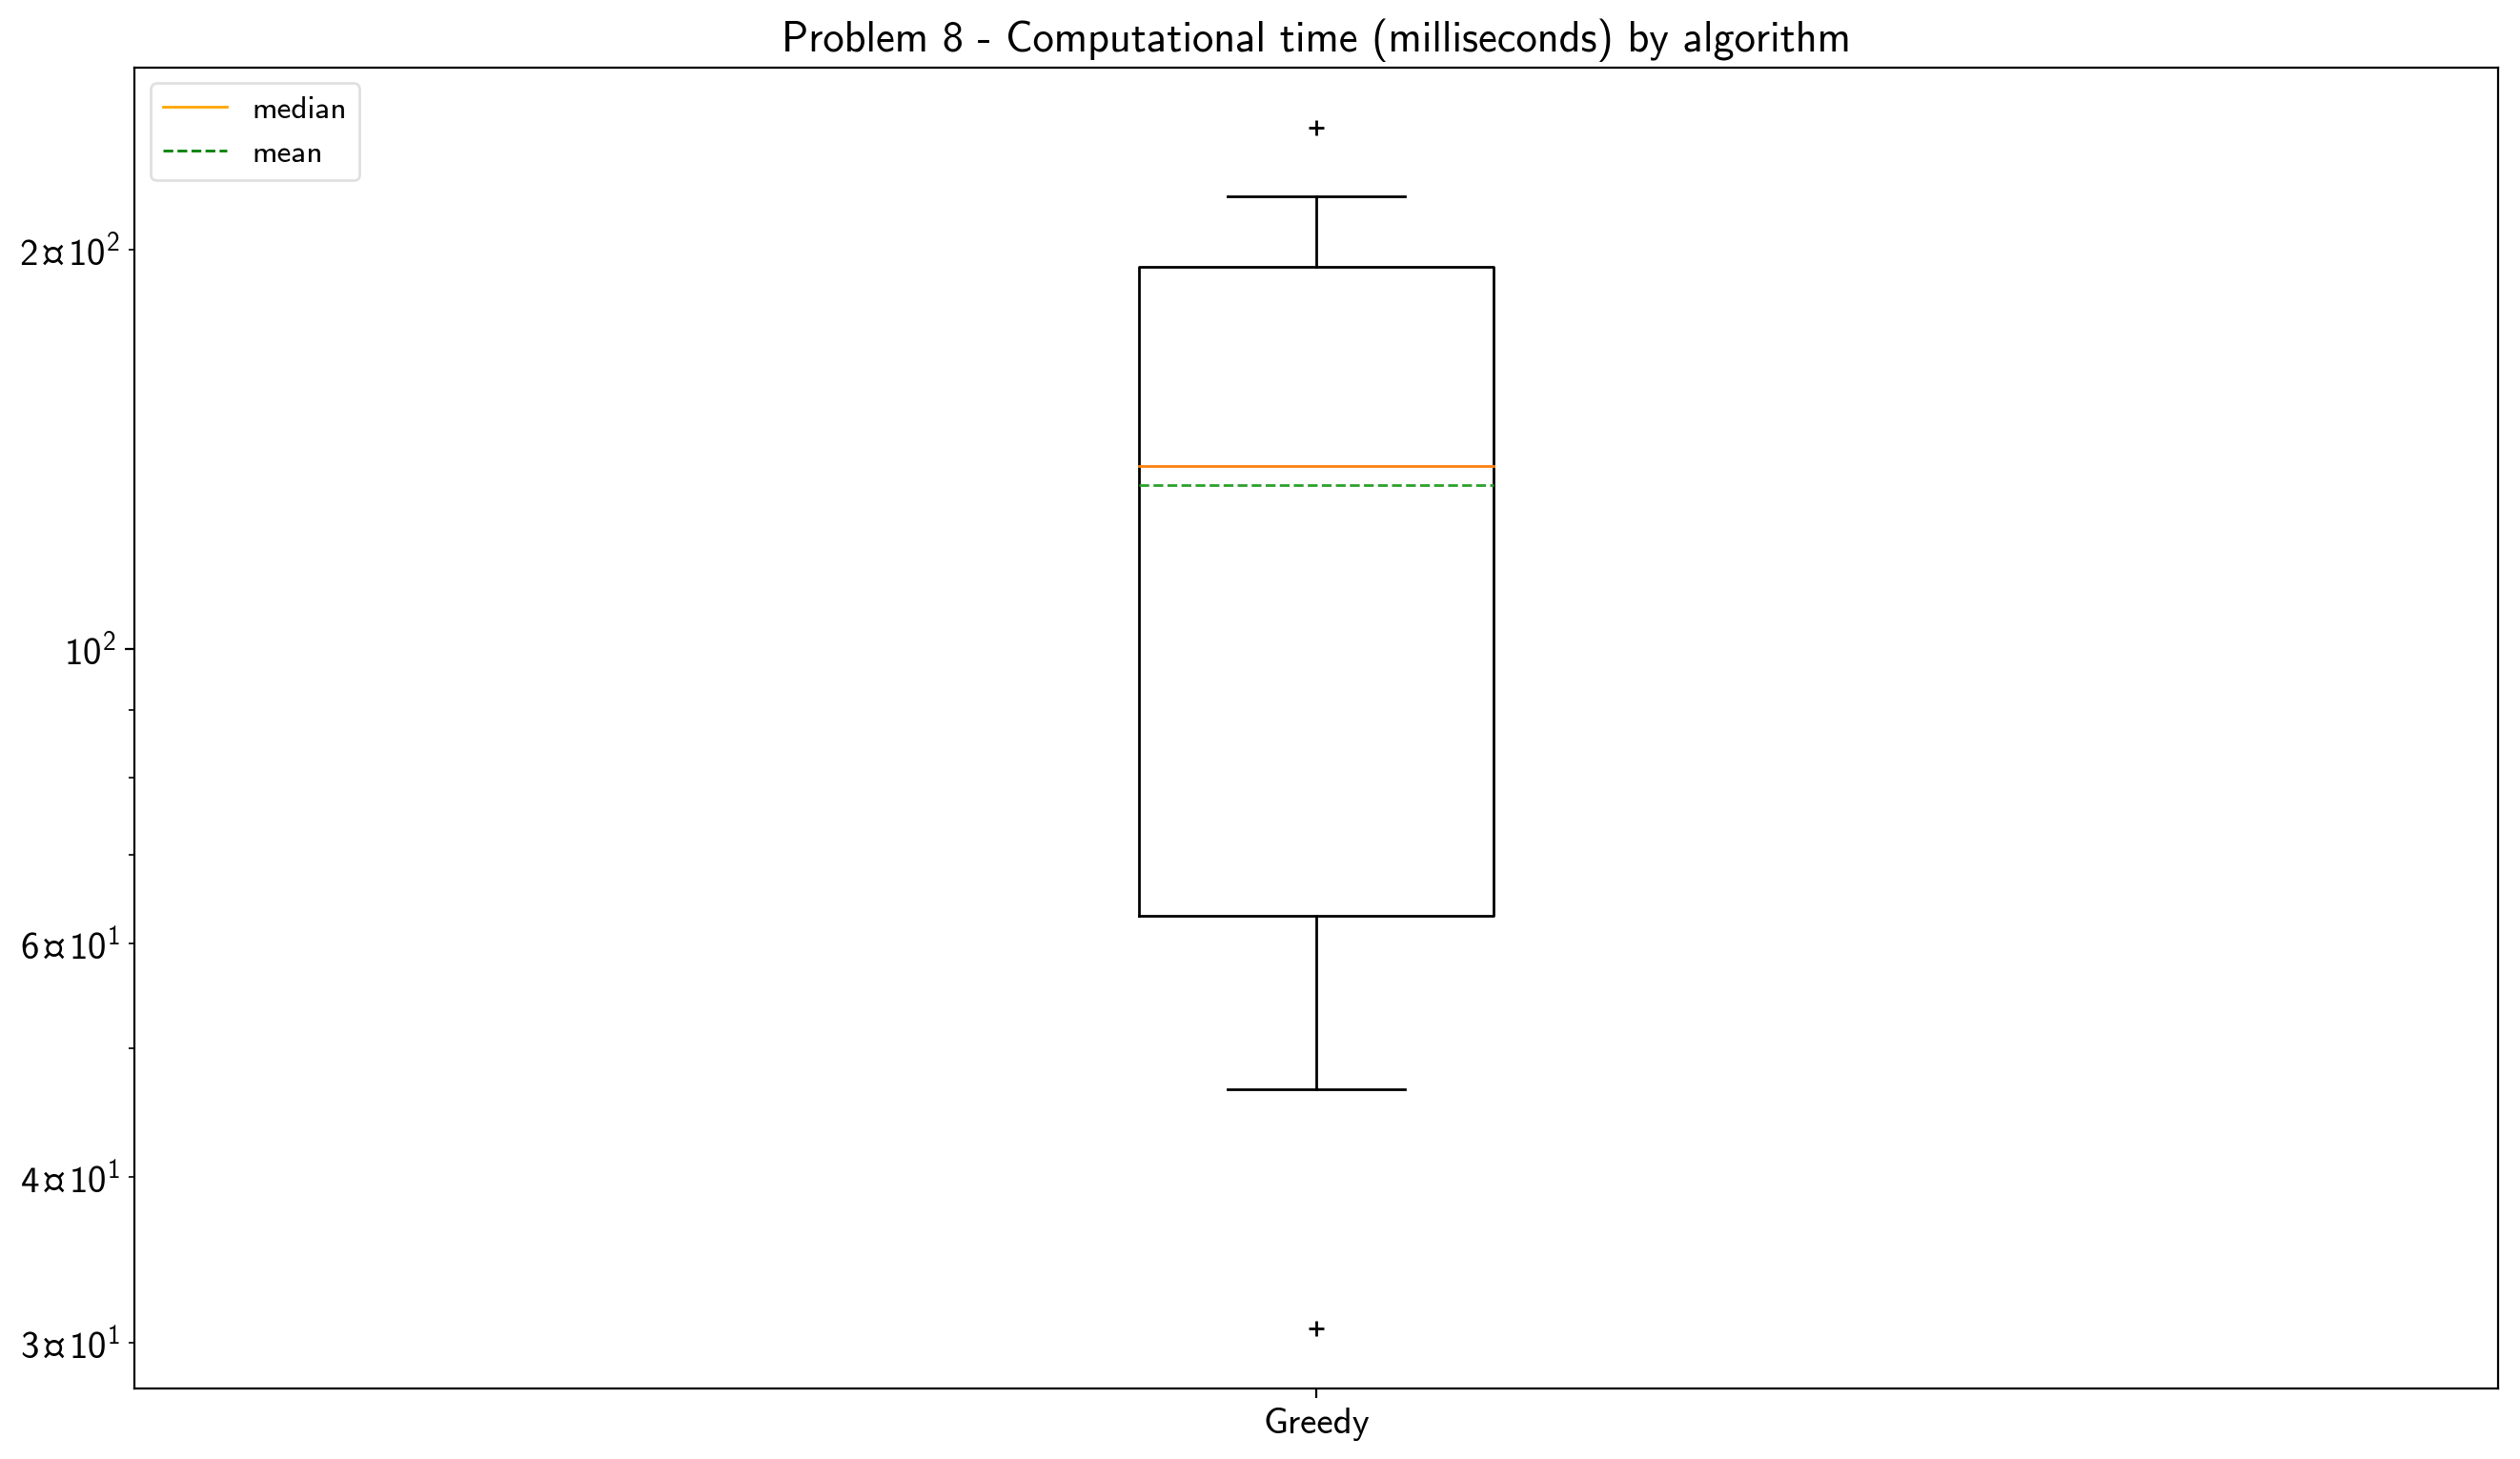 Problem 8 - Computational time (milliseconds) by algorithm
median
mean
2¤10²
10²
6¤10¹
4¤10¹
3¤10¹
Greedy